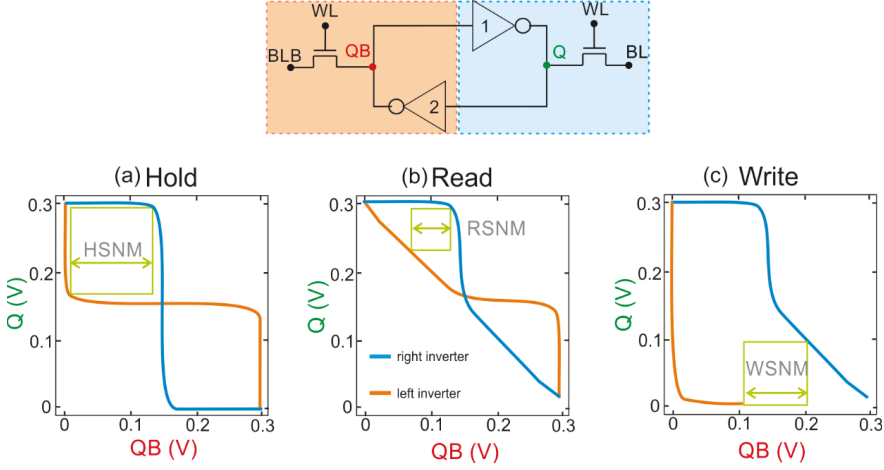 WL
WL
1
BLB
QB
Q
BL
2
(a) Hold
(b) Read
(c) Write
0.3
0.2
0.1
0
Q (V)
HSNM
0
0.1
0.2
0.3
QB (V)
0.3
0.2
0.1
0
Q (V)
RSNM
right inverter
left inverter
0
0.1
0.2
0.3
QB (V)
0.3
0.2
0.1
0
Q (V)
WSNM
0
0.1
0.2
0.3
QB (V)